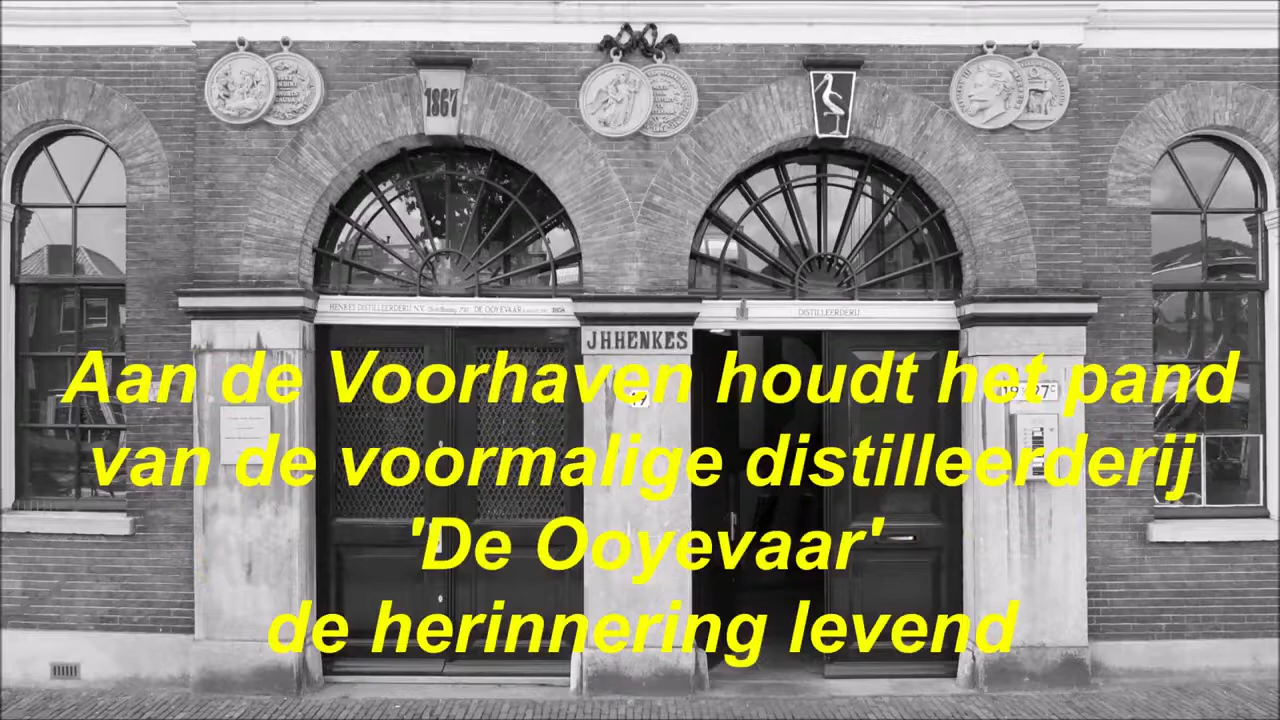 1867
HENKES DISTILLEERDERIJ N.V.
DE OOYEVAAR
DISTILLEERDERIJ
J.H.HENKES
Aan de Voorhaven houdt het pand
van de voormalige distilleerderij
'De Ooyevaar'
de herinnering levend